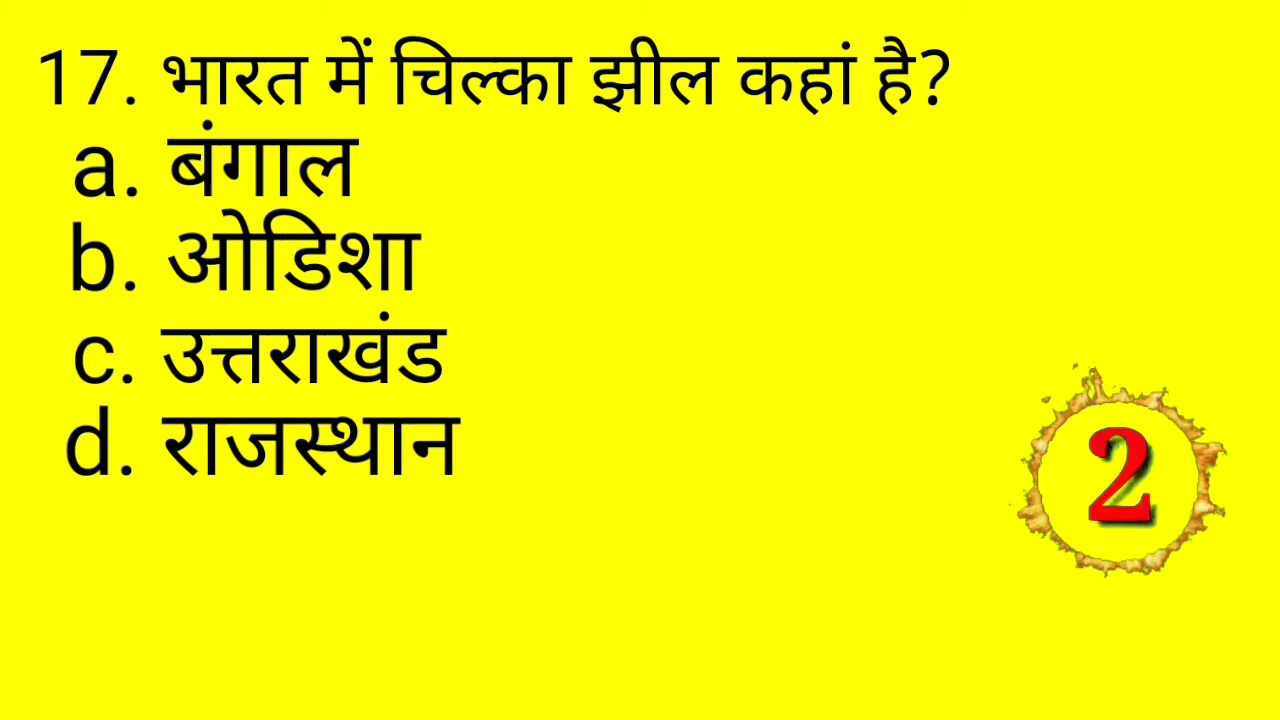 17. भारत में चिल्का झील कहां है?
a. बंगाल
b. ओडिशा
c. उत्तराखंड
d. राजस्थान
2